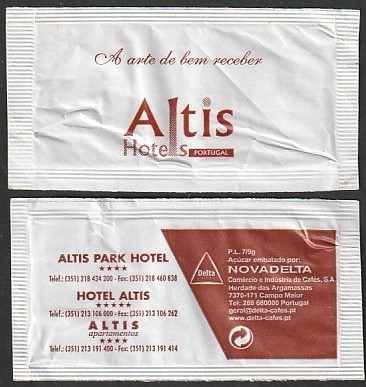 A arte de bem receber
Altis
Hotels PORTUGAL
ALTIS PARK HOTEL
★★★★
Telef.: (351) 218 434 200 - Fax: (351) 218 460 838
HOTEL ALTIS
★★★★★
Telef.: (351) 213 106 000 - Fax: (351) 213 106 262
ALTIS
apartamentos
★★★★
Telef.: (351) 213 191 400 - Fax: (351) 213 191 414
Delta
P.L. 7/9g
Açúcar embalado por:
NOVADELTA
Comércio e Indústria de Cafés, S.A.
Herdade das Argamassas
7370-171 Campo Maior
Tel: 268 680000 Portugal
geral@delta-cafes.pt
www.delta-cafes.pt